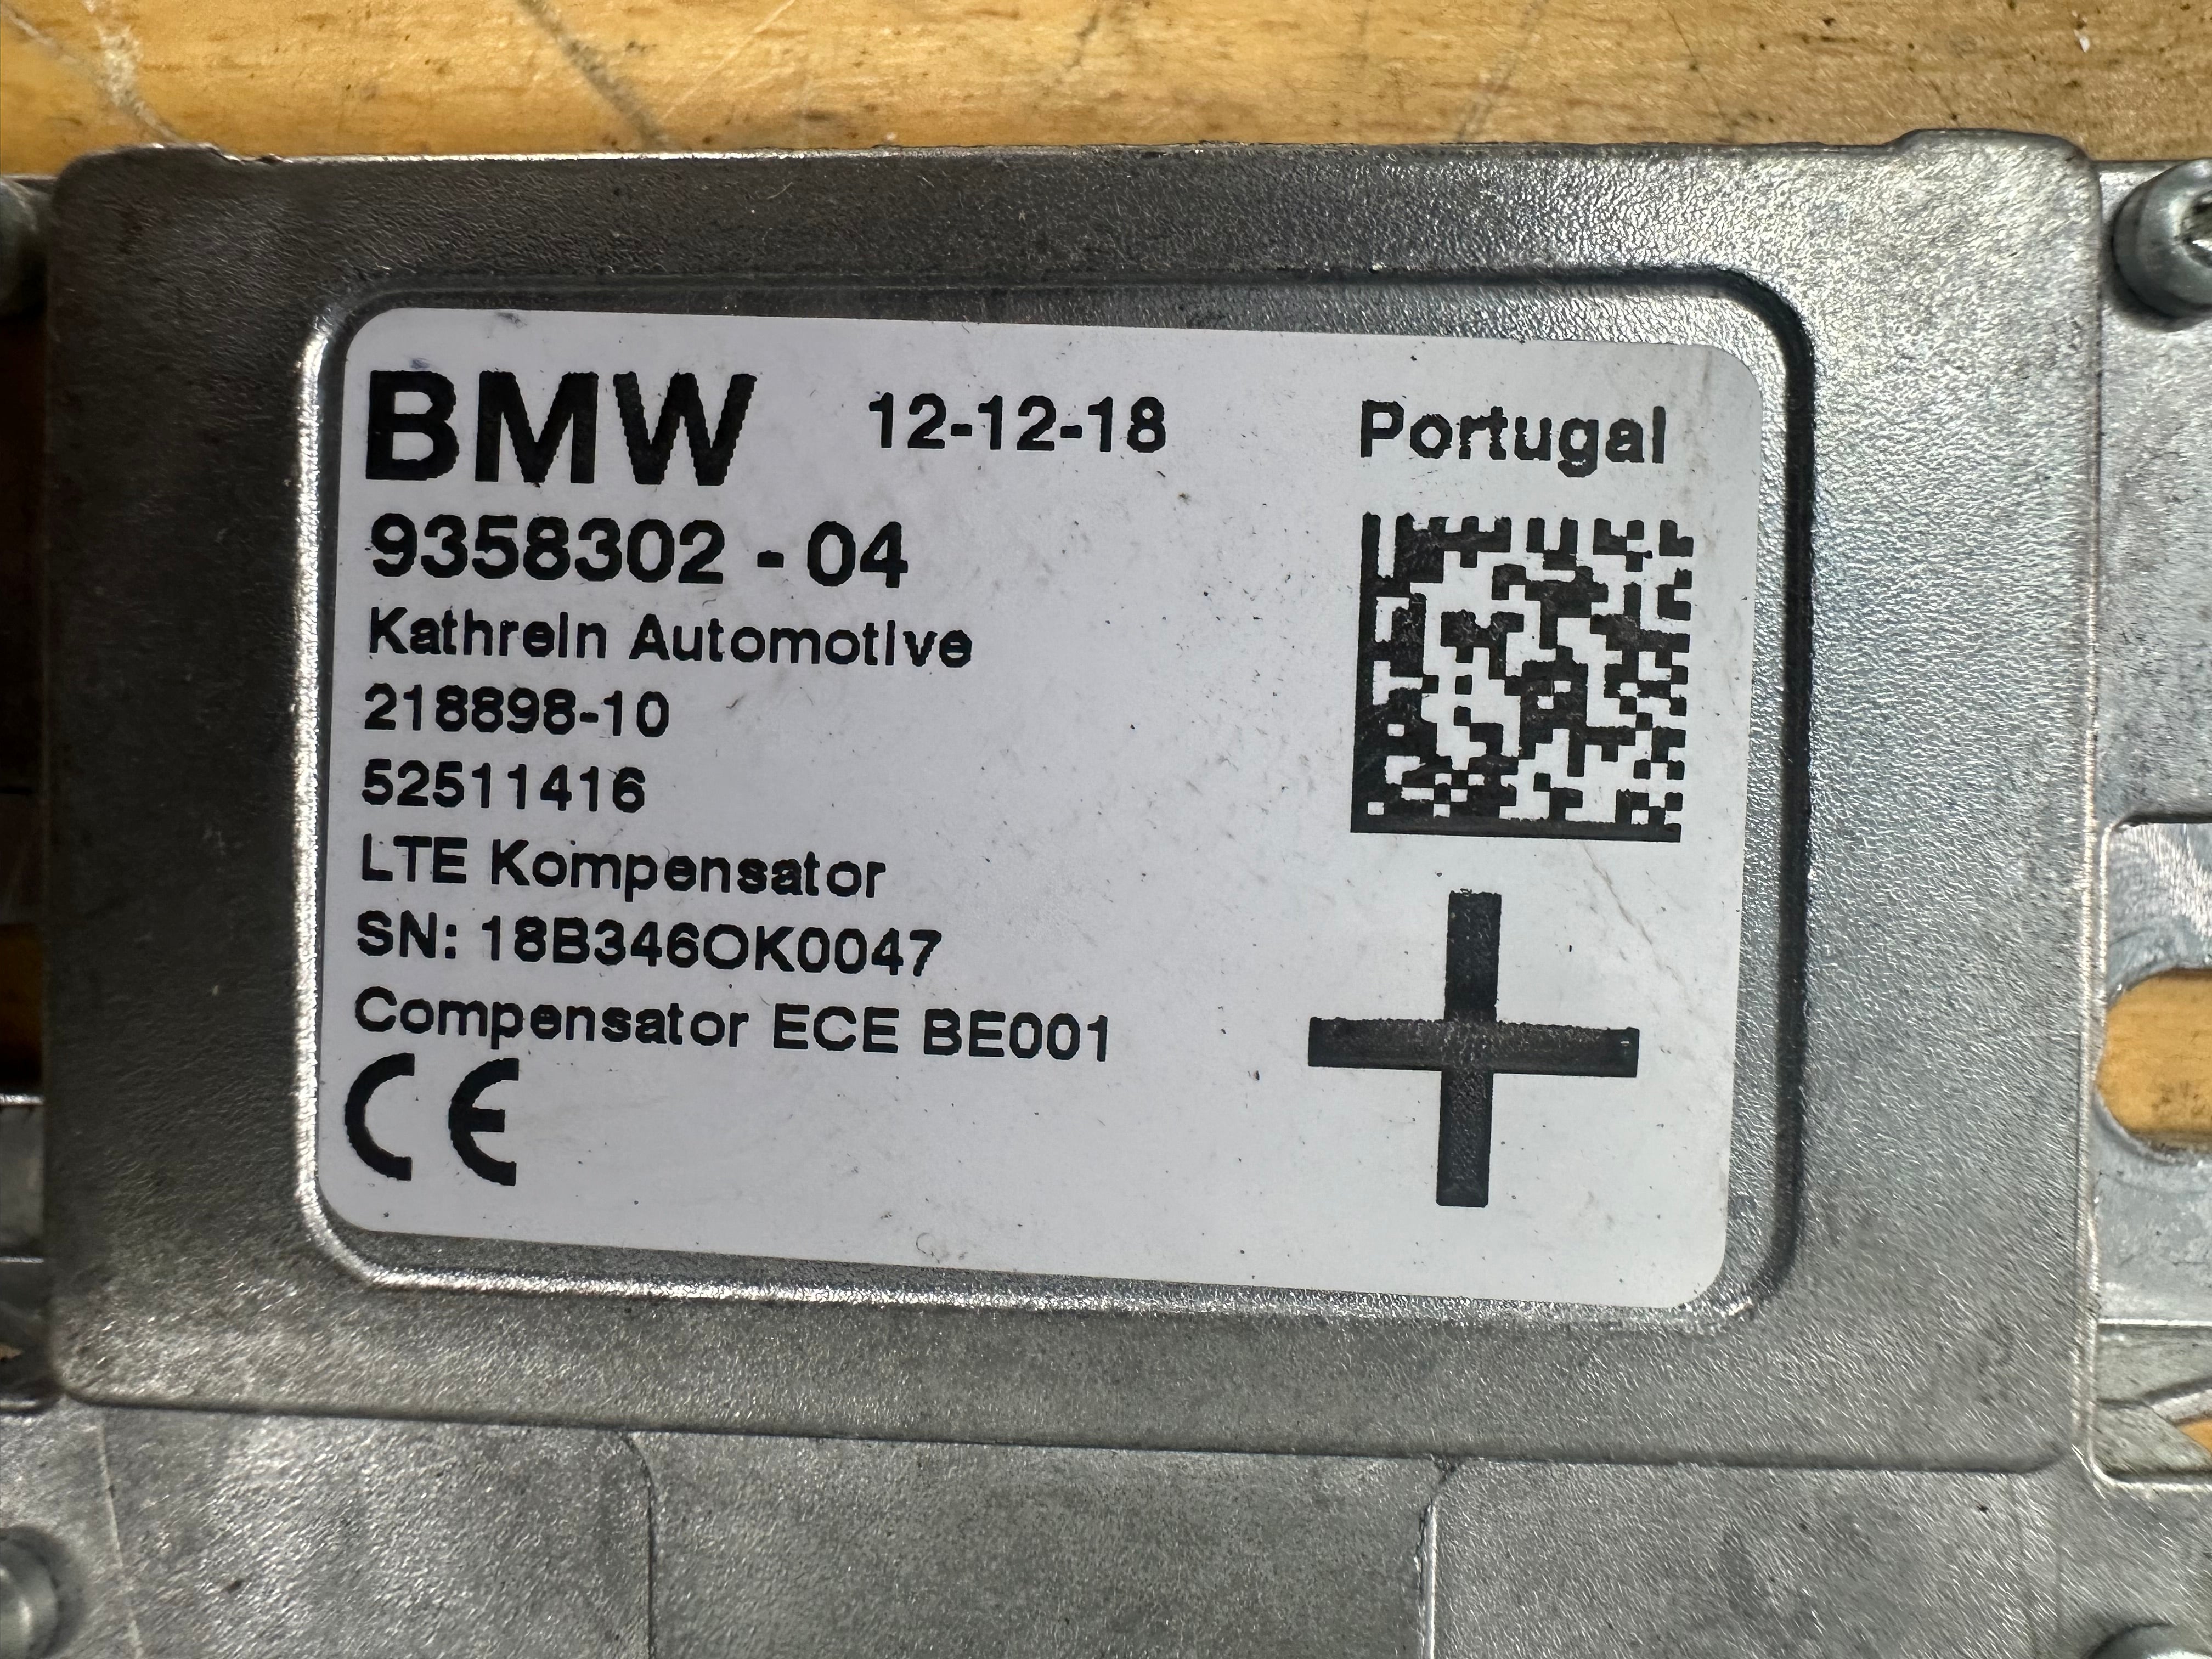 BMW 12-12-18 Portugal
9358302 - 04
Kathrein Automotive
218898-10
52511416
LTE Kompensator
SN: 18B346OK0047
Compensator ECE BE001
CE